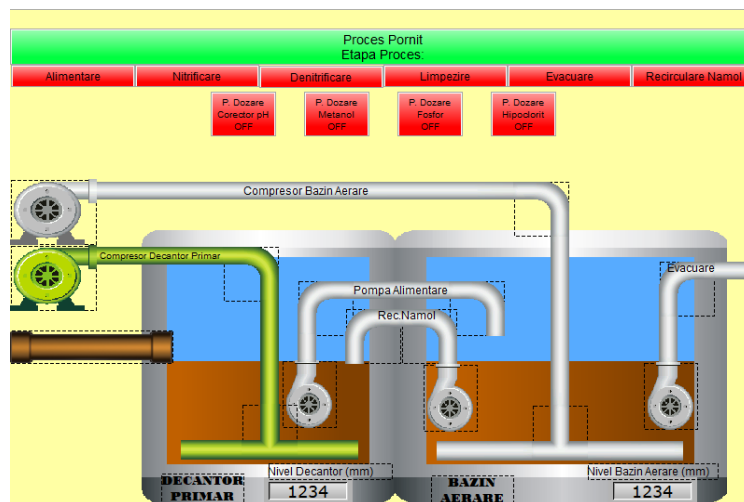 Proces Pornit
Etapa Proces:
Alimentare
Nitrificare
Denitrificare
Limpezire
Evacuare
Recirculare Namol
P. Dozare
Corector pH
OFF
P. Dozare
Metanol
OFF
P. Dozare
Fosfor
OFF
P. Dozare
Hipoclorit
OFF
Compresor Bazin Aerare
Compresor Decantor Primar
Evacuare
Pompa Alimentare
Rec.Namol
Nivel Decantor (mm)
Nivel Bazin Aerare (mm)
DECANTOR
PRIMAR
1234
BAZIN
AERARE
1234